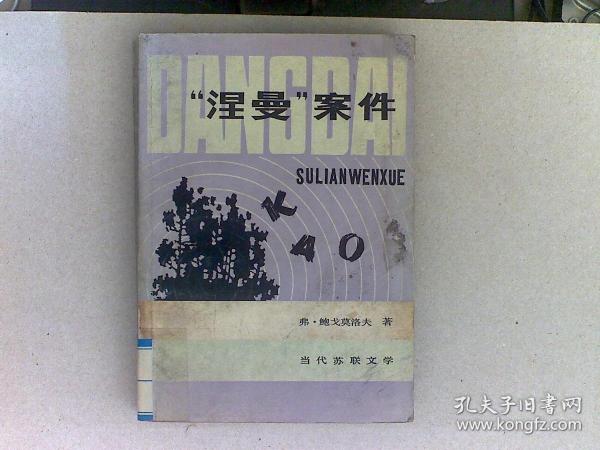 DANGDAI
“涅曼”案件
SULIANWENXUE
K
A O
弗·鲍戈莫洛夫 著
当代苏联文学
孔夫子旧书网
www.kongfz.com